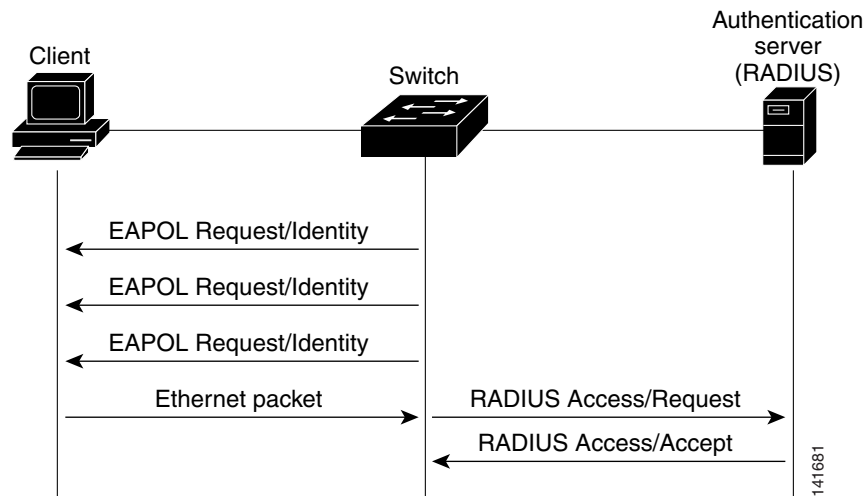 Client
Switch
Authentication
server
(RADIUS)
EAPOL Request/Identity
EAPOL Request/Identity
EAPOL Request/Identity
Ethernet packet
RADIUS Access/Request
RADIUS Access/Accept
141681